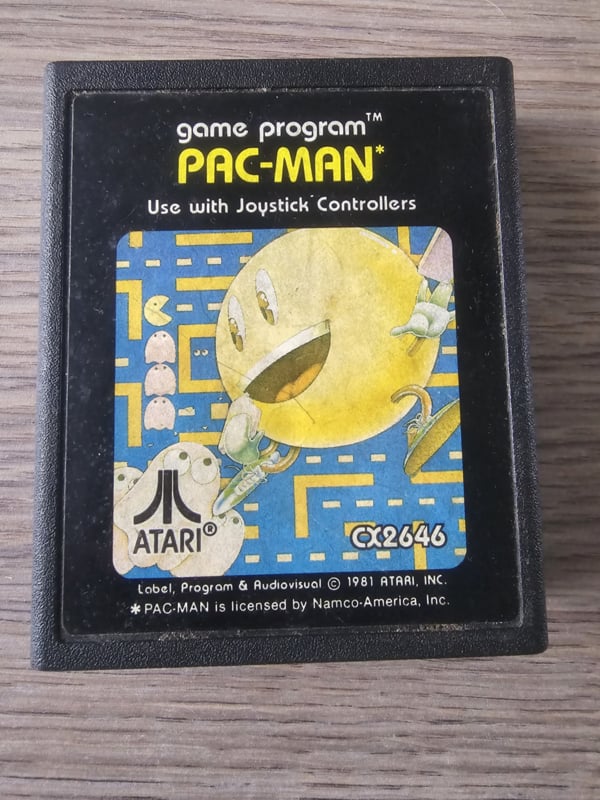 game program™
PAC-MAN*
Use with Joystick Controllers
ATARI®
CX2646
Label, Program & Audiovisual © 1981 ATARI, INC.
* PAC-MAN is licensed by Namco-America, Inc.